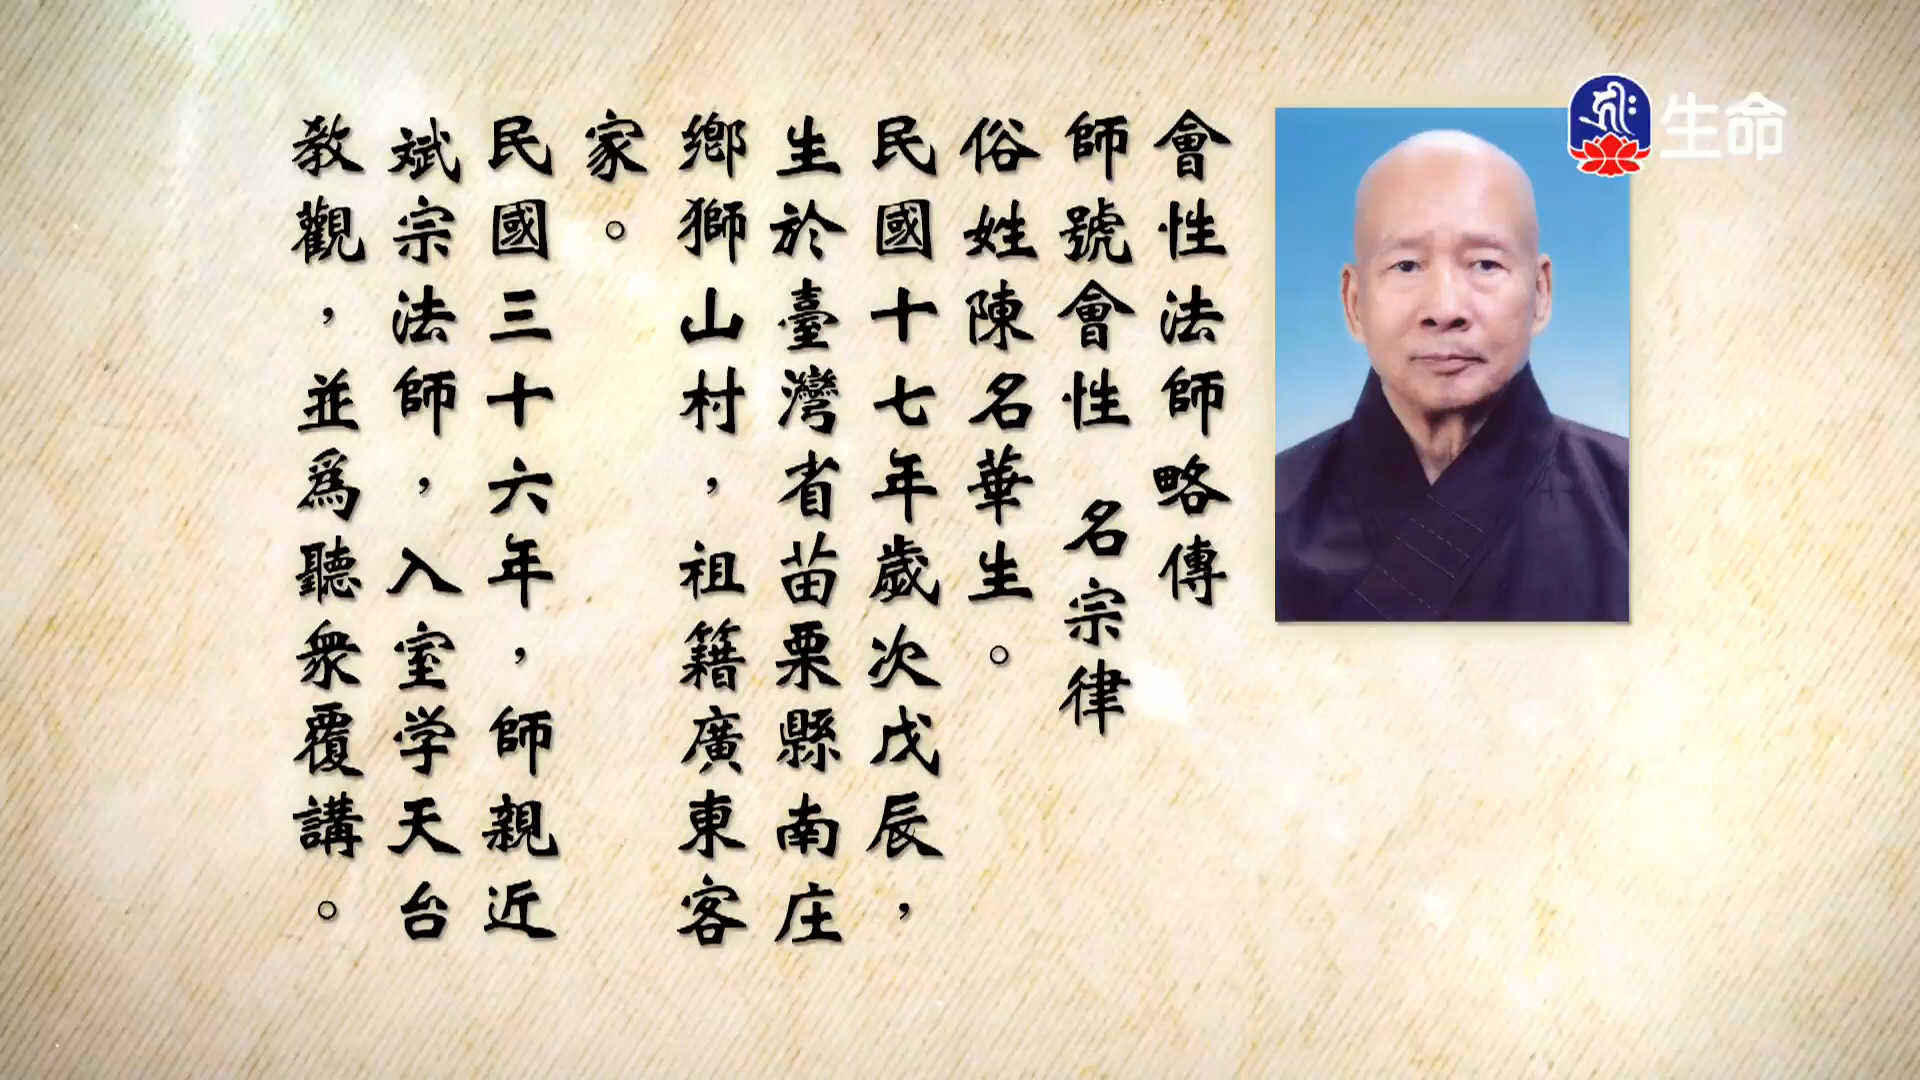 會性法師略傳
師號會性 名宗律
俗姓陳名華生。
民國十七年歲次戊辰，
生於臺灣省苗栗縣南庄
鄉獅山村，祖籍廣東客
家。
民國三十六年，師親近
斌宗法師，入室学天台
教觀，並為聽眾覆講。
生命